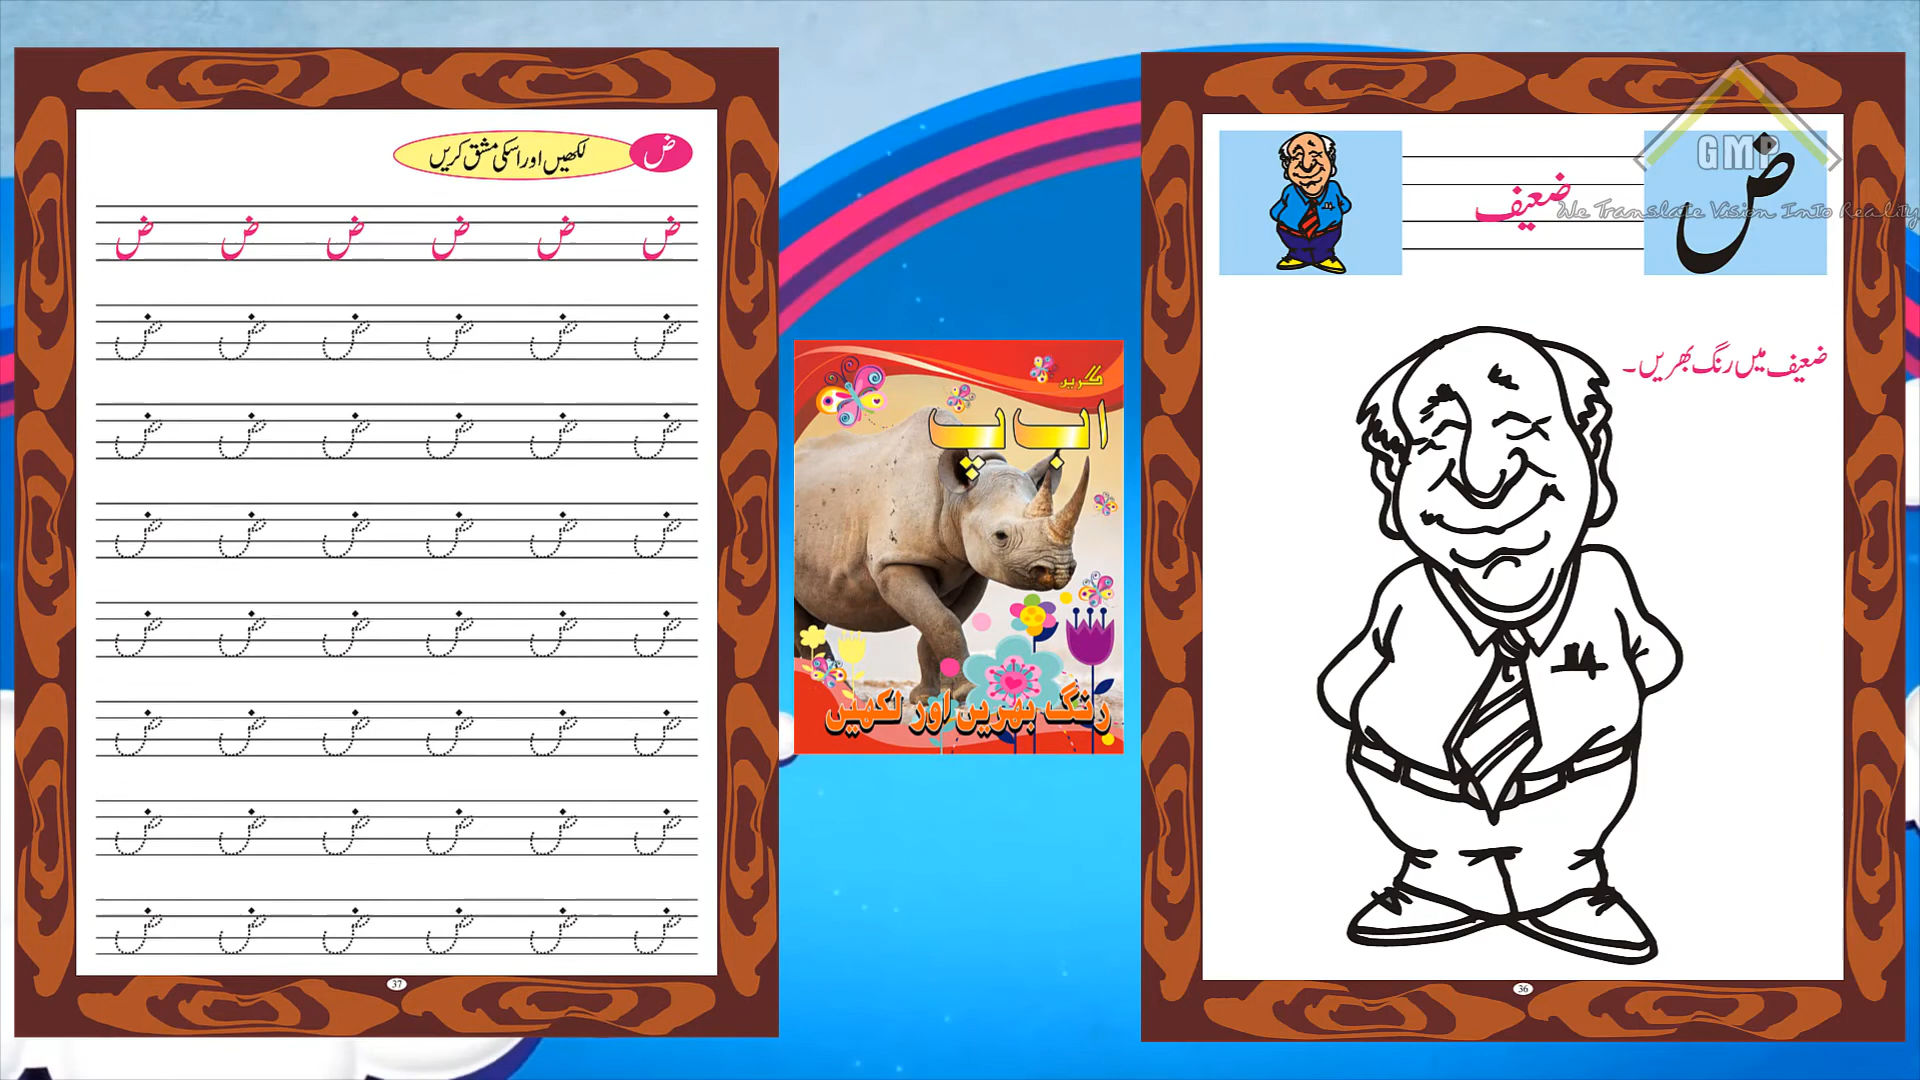 ض لکھیں اور اسکی مشق کریں
ض ض ض ض ض ض
ض ض ض ض ض ض
ض ض ض ض ض ض
ض ض ض ض ض ض
ض ض ض ض ض ض
ض ض ض ض ض ض
ض ض ض ض ض ض
ض ض ض ض ض ض
37
گریر
ا ب پ
رنگ بھریں اور لکھیں
GMP
We Translate Vision Into Reality
ض ضعیف
ضعیف میں رنگ بھریں۔
36